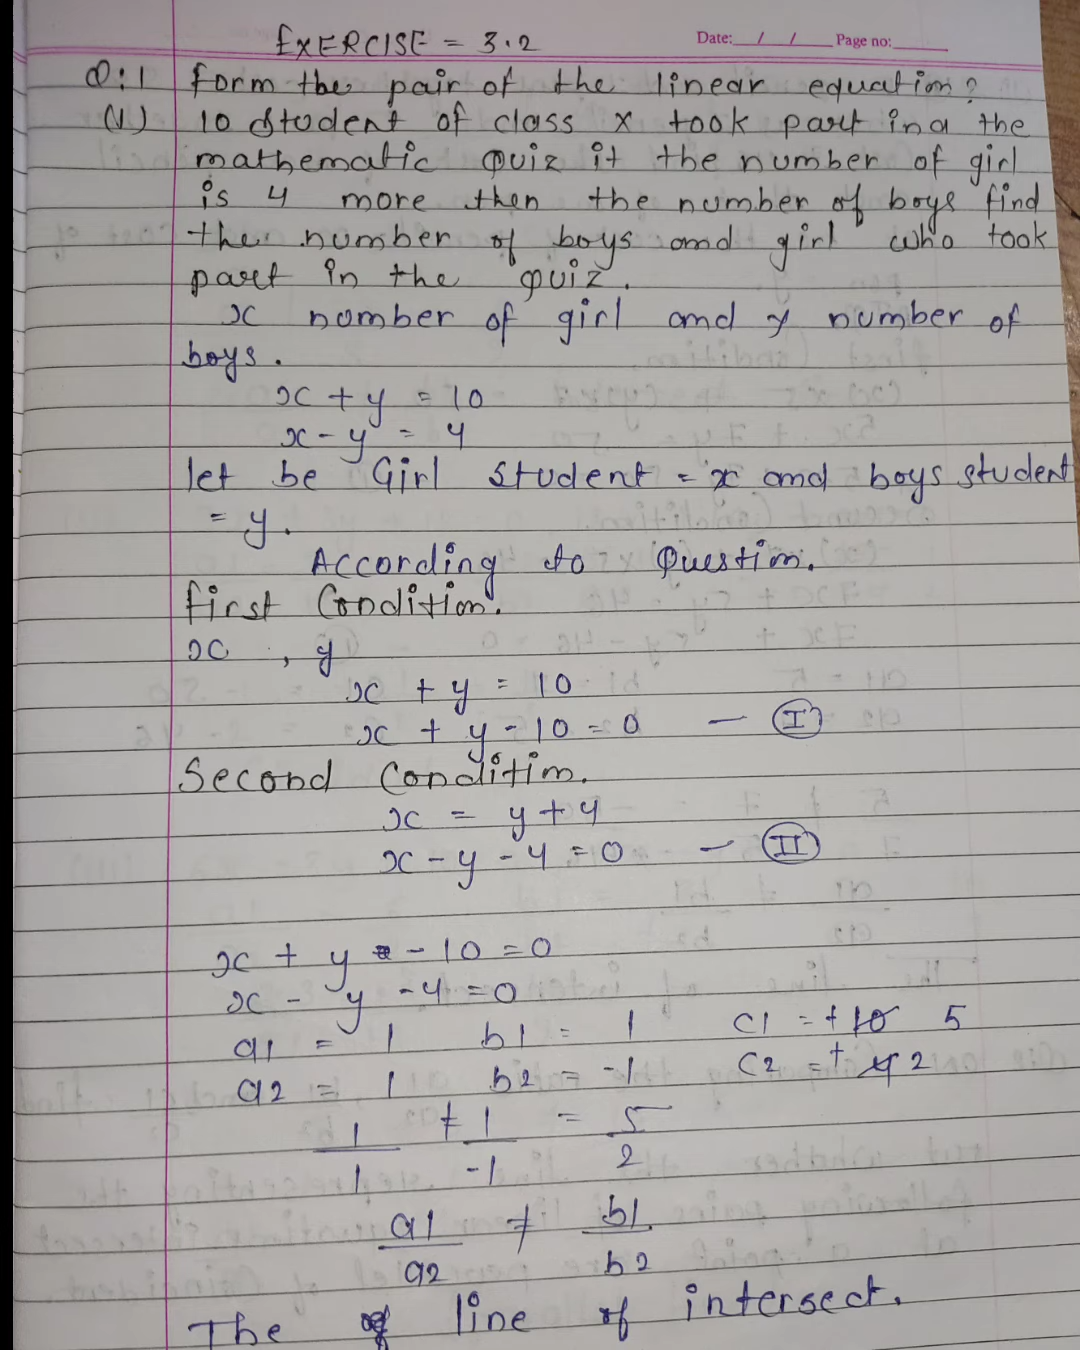 EXERCISE = 3.2
Date: / / Page no:
Q:1 form the pair of the linear equation?
(1) 10 student of class x took part in a the
mathematic quiz it the number of girl
is 4 more then the number of boys find
the number of boys and girl who took
part in the quiz.
x number of girl and y number of
boys.
x + y = 10
x - y = 4
let be Girl student = x and boys student
= y.
According to Question.
first Condition.
x , y
x + y = 10
x + y - 10 = 0 - (I)
Second Condition.
x = y + 4
x - y - 4 = 0 - (II)
x + y - 10 = 0
x - y - 4 = 0
a1 = 1 b1 = 1 c1 = + 10 5
a2 = 1 b2 = -1 c2 = + 4 2
1 ≠ 1 = 5
1 -1 2
a1 ≠ b1.
a2 b2
The line of intersect.